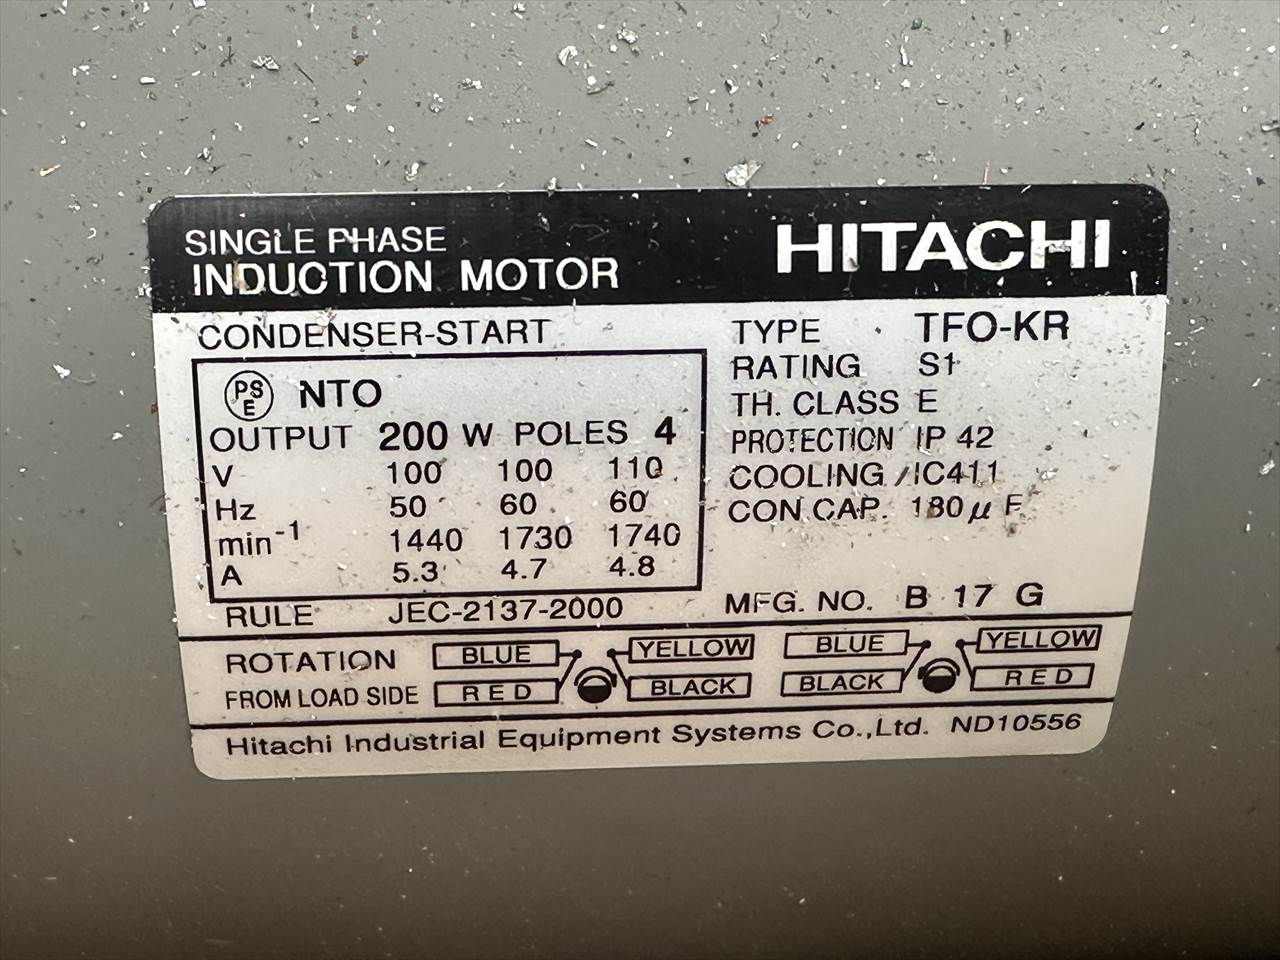 SINGLE PHASE
INDUCTION MOTOR
HITACHI
CONDENSER-START
PS
E
NTO
OUTPUT 200 W POLES 4
V 100 100 110
Hz 50 60 60
min-1 1440 1730 1740
A 5.3 4.7 4.8
RULE JEC-2137-2000
TYPE TFO-KR
RATING S1
TH. CLASS E
PROTECTION IP 42
COOLING IC411
CON CAP. 180μF
MFG. NO. B 17 G
ROTATION
FROM LOAD SIDE
BLUE YELLOW
RED BLACK
BLUE YELLOW
BLACK RED
Hitachi Industrial Equipment Systems Co.,Ltd. ND10556